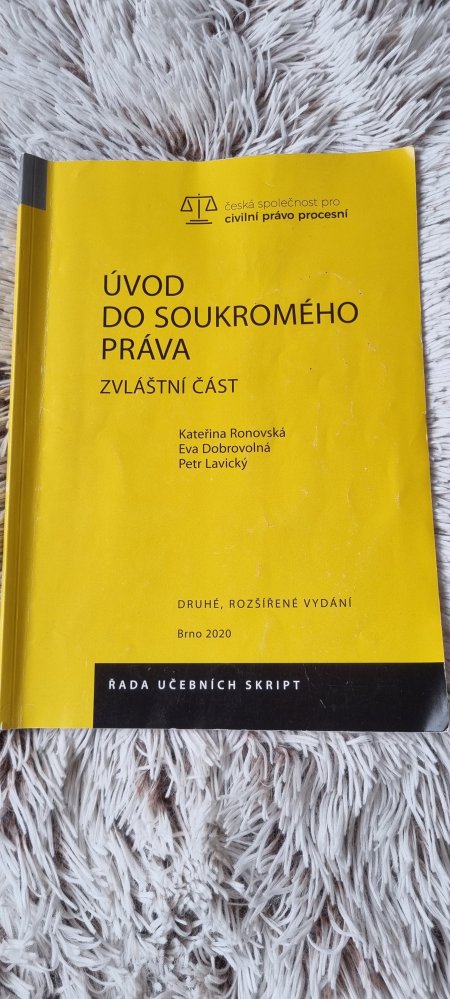 česká společnost pro
civilní právo procesní
ÚVOD
DO SOUKROMÉHO
PRÁVA
ZVLÁŠTNÍ ČÁST
Kateřina Ronovská
Eva Dobrovolná
Petr Lavický
DRUHÉ, ROZŠÍŘENÉ VYDÁNÍ
Brno 2020
ŘADA UČEBNÍCH SKRIPT